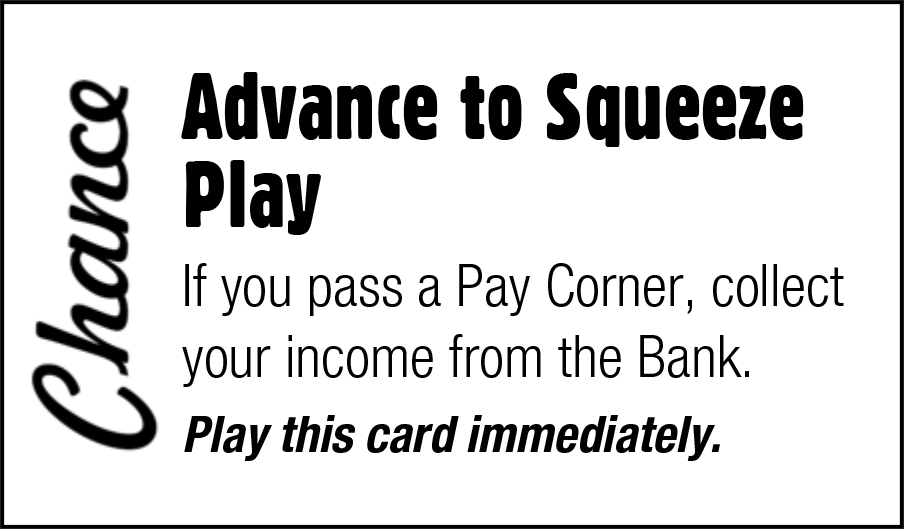 Chance
Advance to Squeeze
Play
If you pass a Pay Corner, collect
your income from the Bank.
Play this card immediately.